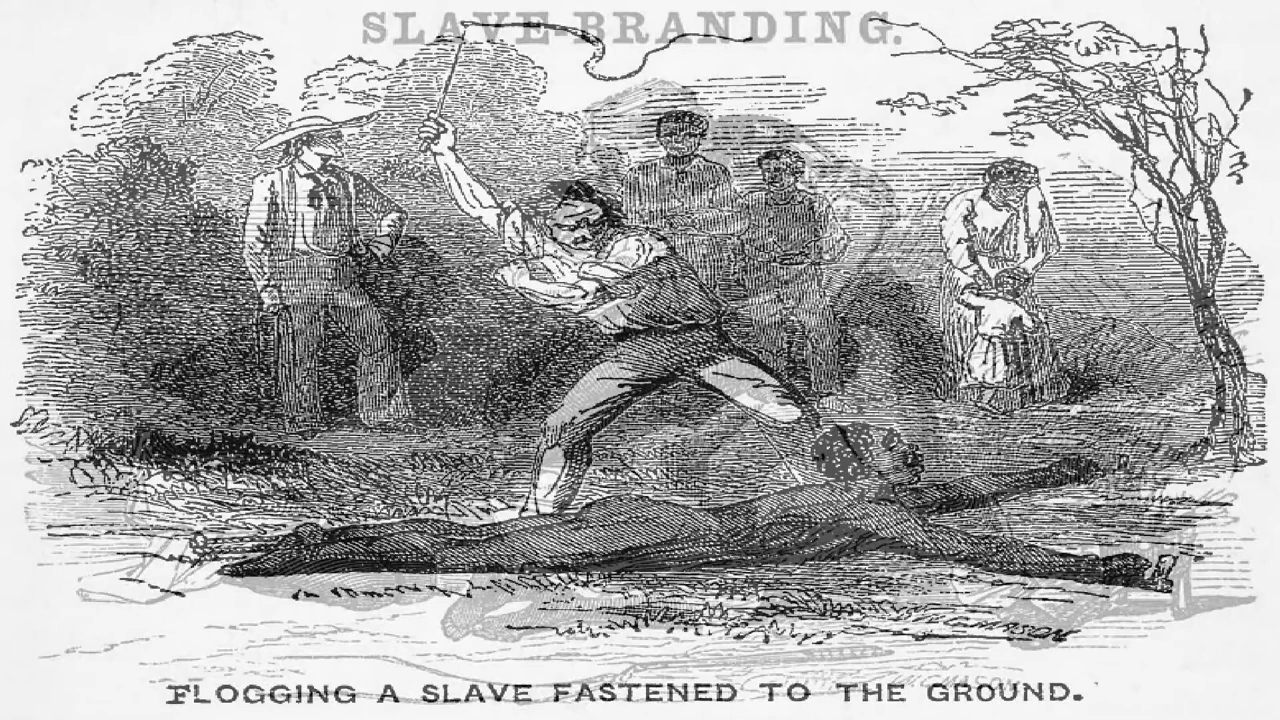 SLAVE BRANDING.
FLOGGING A SLAVE FASTENED TO THE GROUND.